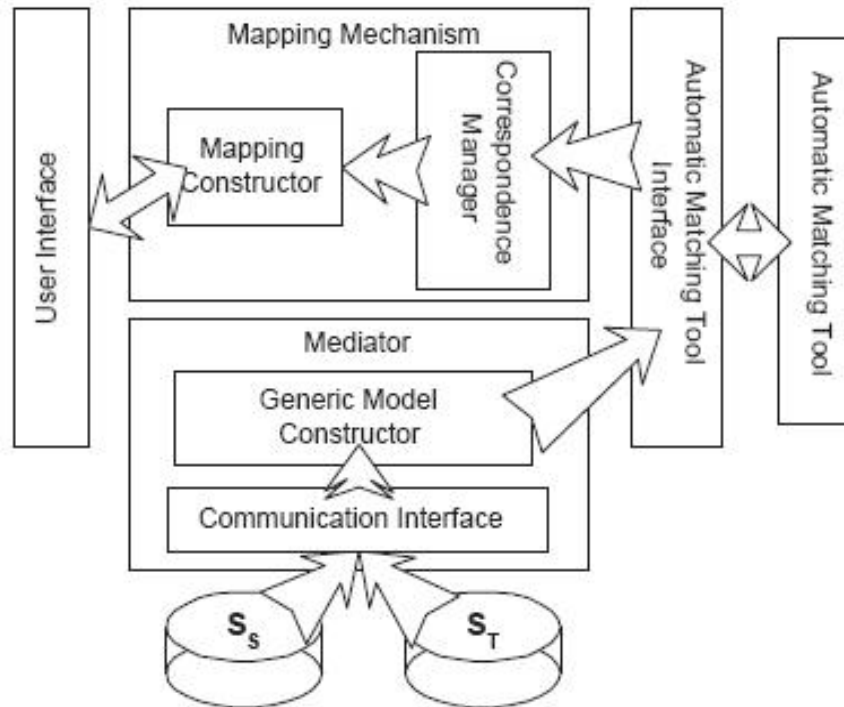 Mapping Mechanism
User Interface
Mapping
Constructor
Correspondence
Manager
Automatic Matching Tool
Interface
Automatic Matching Tool
Mediator
Generic Model
Constructor
Communication Interface
S_S
S_T